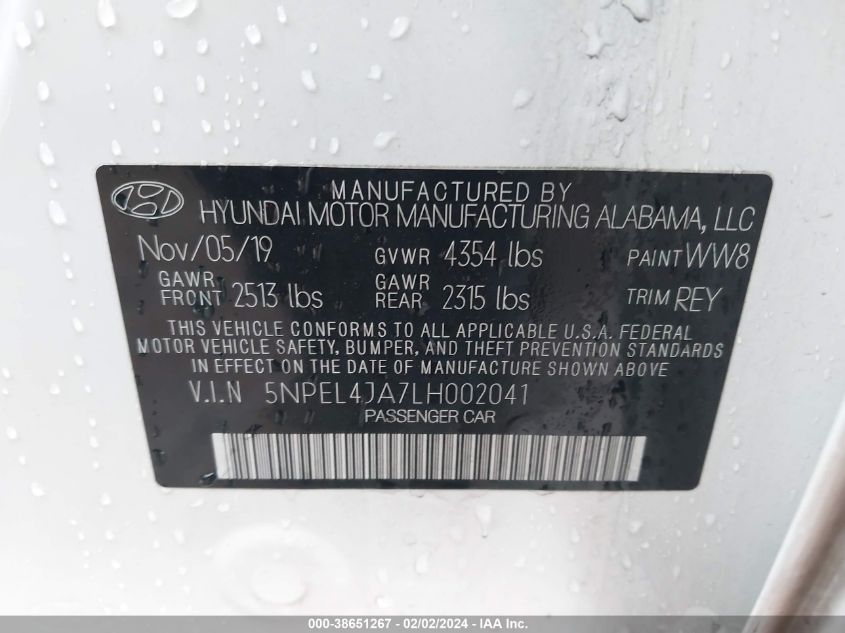 MANUFACTURED BY
HYUNDAI MOTOR MANUFACTURING ALABAMA, LLC
Nov/05/19 GVWR 4354 lbs PAINT WW8
GAWR FRONT 2513 lbs GAWR REAR 2315 lbs TRIM REY
THIS VEHICLE CONFORMS TO ALL APPLICABLE U.S.A. FEDERAL
MOTOR VEHICLE SAFETY, BUMPER, AND THEFT PREVENTION STANDARDS
IN EFFECT ON THE DATE OF MANUFACTURE SHOWN ABOVE.
V.I.N 5NPEL4JA7LH002041
PASSENGER CAR
000-38651267 - 02/02/2024 - IAA Inc.